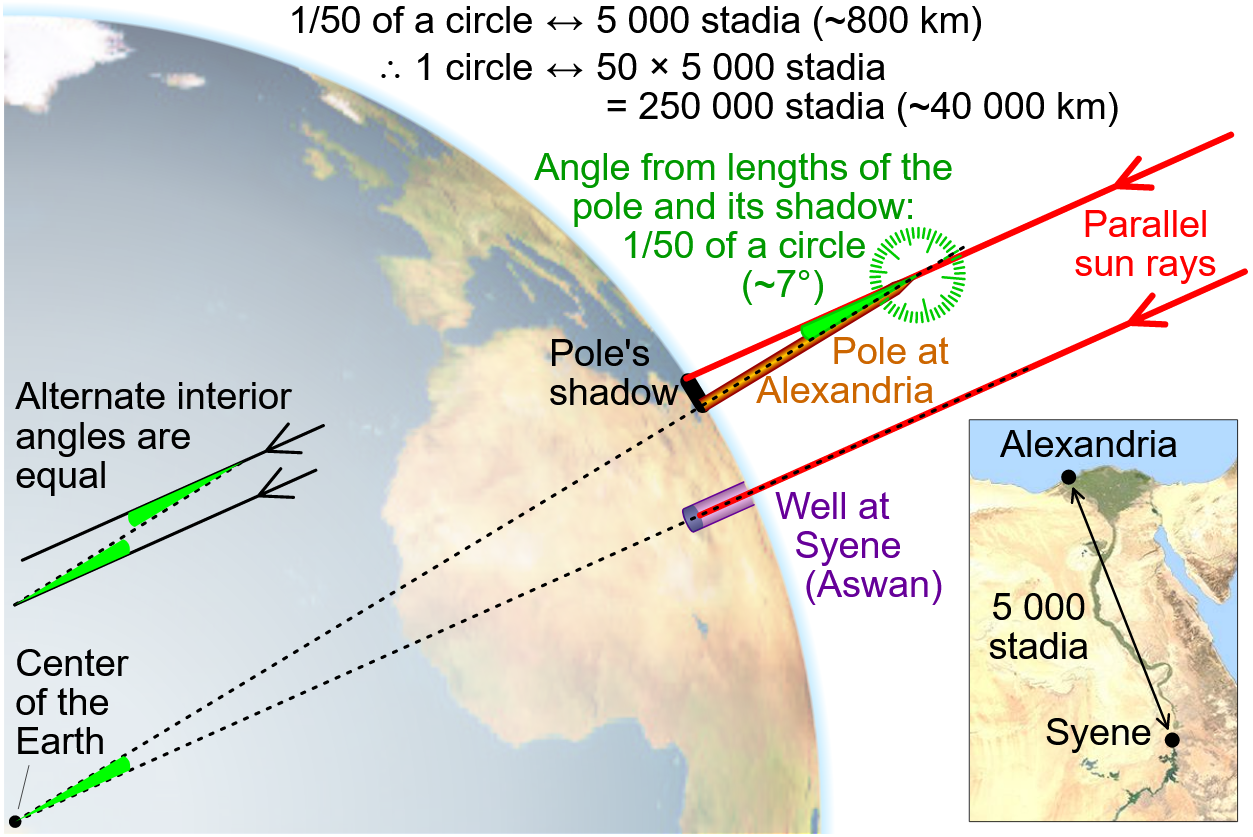 1/50 of a circle ↔ 5 000 stadia (~800 km)
∴ 1 circle ↔ 50 × 5 000 stadia
= 250 000 stadia (~40 000 km)
Angle from lengths of the
pole and its shadow:
1/50 of a circle
(~7°)
Parallel
sun rays
Pole's
shadow
Pole at
Alexandria
Alternate interior
angles are
equal
Well at
Syene
(Aswan)
Center
of the
Earth
Alexandria
5 000
stadia
Syene